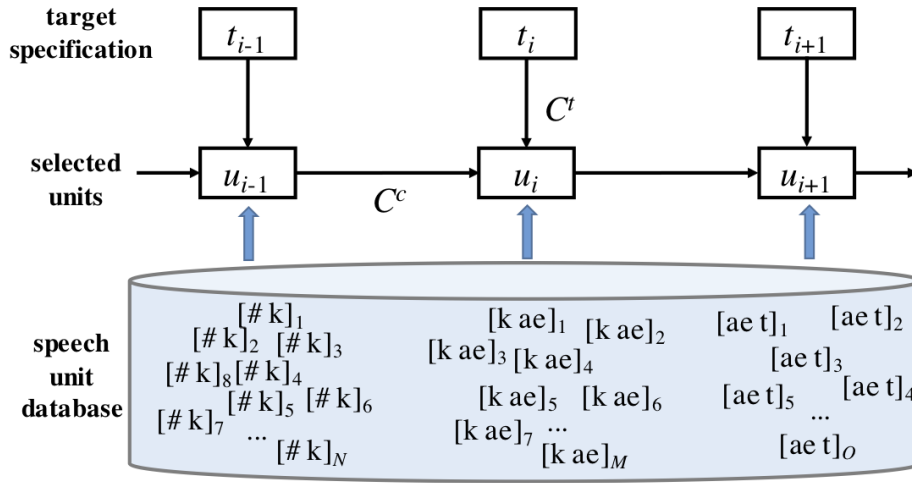 target specification
t_{i-1} t_i t_{i+1}
C^t
selected units
u_{i-1} u_i u_{i+1}
C^c
speech unit database
[# k]_1
[# k]_2 [# k]_3
[# k]_8 [# k]_4
[# k]_5 [# k]_6
[# k]_7
...
[# k]_N
[k ae]_1
[k ae]_2
[k ae]_3 [k ae]_4
[k ae]_5 [k ae]_6
[k ae]_7 ...
[k ae]_M
[ae t]_1 [ae t]_2
[ae t]_3
[ae t]_5 [ae t]_4
...
[ae t]_O